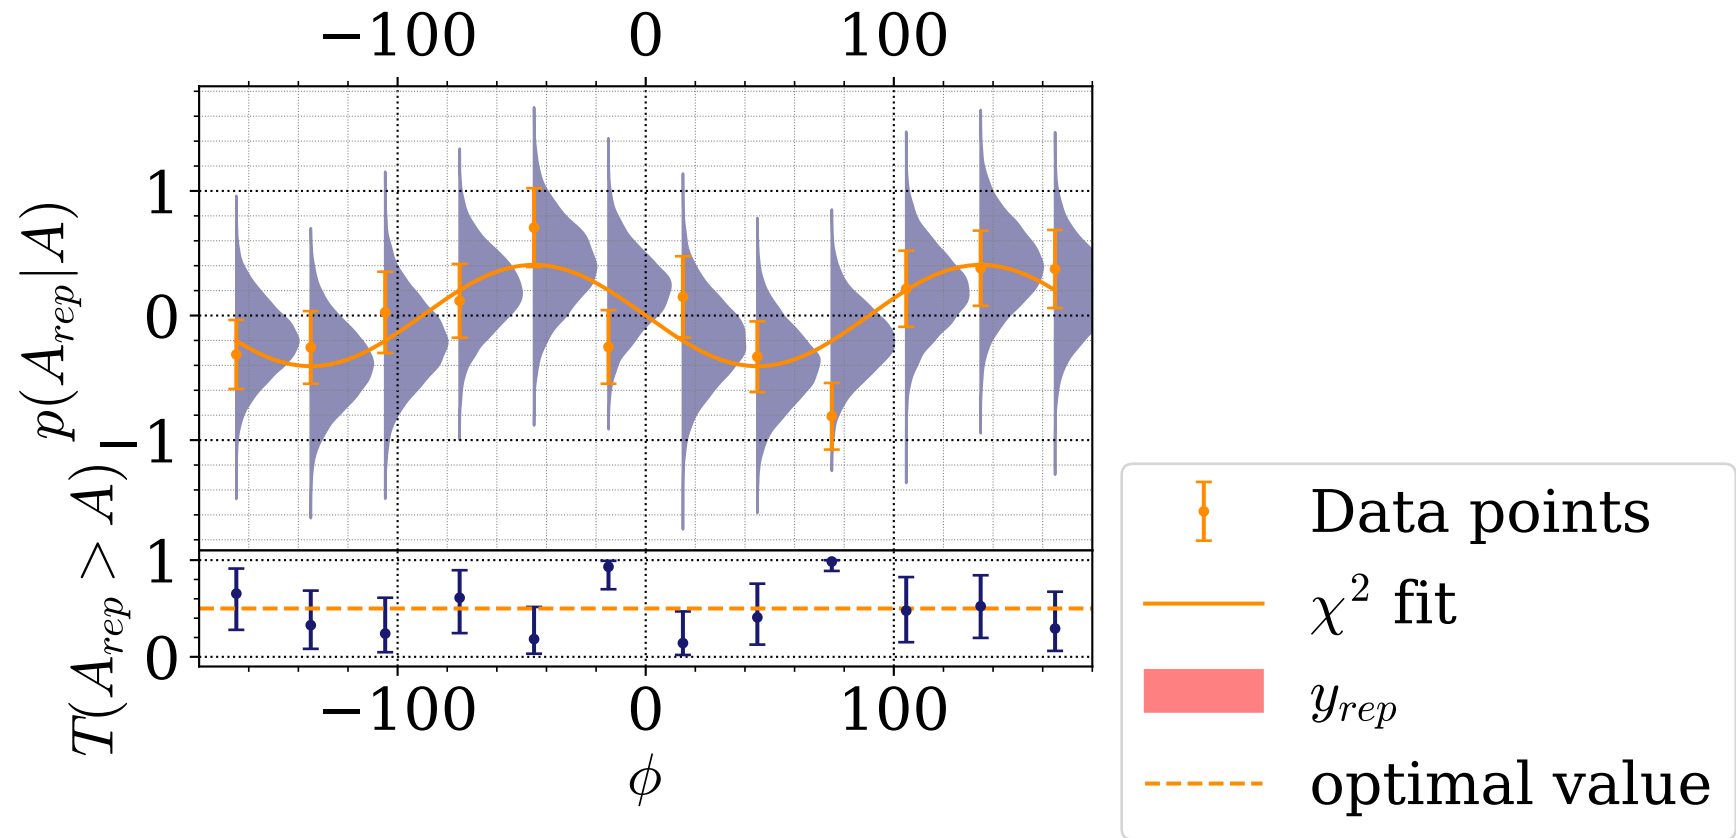 −100 0 100
p(A_rep|A)
1
0
−1
T(A_rep > A)
1
0
−100 0 100
ϕ
Data points
χ² fit
y_rep
optimal value